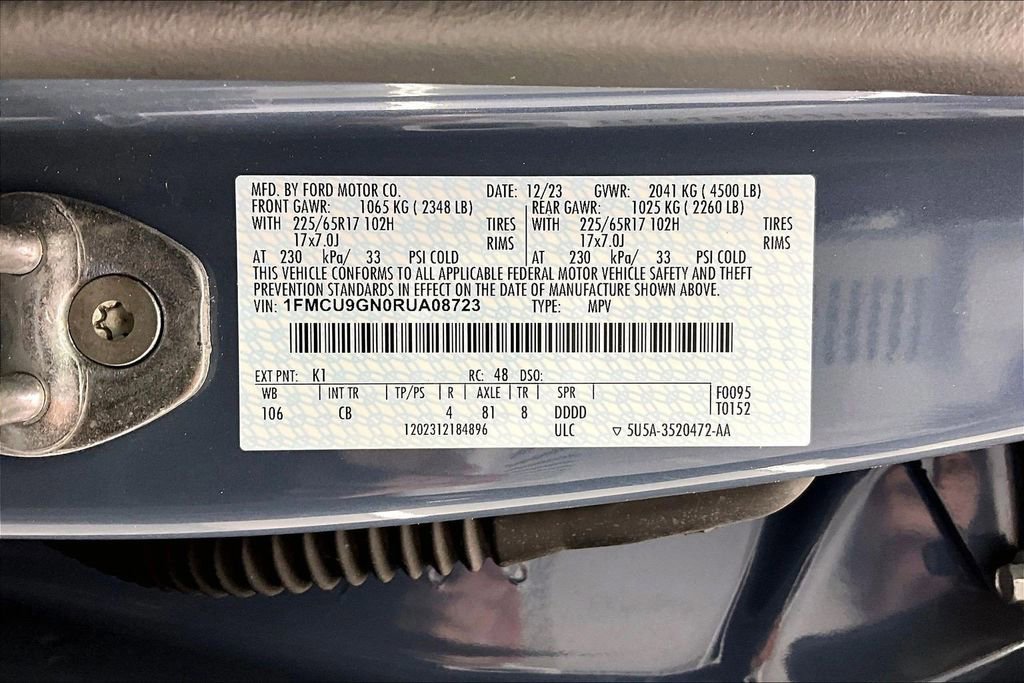 MFD. BY FORD MOTOR CO. DATE: 12/23 GVWR: 2041 KG ( 4500 LB)
FRONT GAWR: 1065 KG ( 2348 LB) REAR GAWR: 1025 KG ( 2260 LB)
WITH 225/65R17 102H TIRES WITH 225/65R17 102H TIRES
17x7.0J RIMS 17x7.0J RIMS
AT 230 kPa/ 33 PSI COLD AT 230 kPa/ 33 PSI COLD
THIS VEHICLE CONFORMS TO ALL APPLICABLE FEDERAL MOTOR VEHICLE SAFETY AND THEFT
PREVENTION STANDARDS IN EFFECT ON THE DATE OF MANUFACTURE SHOWN ABOVE.
VIN: 1FMCU9GN0RUA08723 TYPE: MPV
EXT PNT: K1 RC: 48 DSO:
WB INT TR TP/PS R AXLE TR SPR F0095
106 CB 4 81 8 DDDD T0152
1202312184896 ULC ▽ 5U5A-3520472-AA